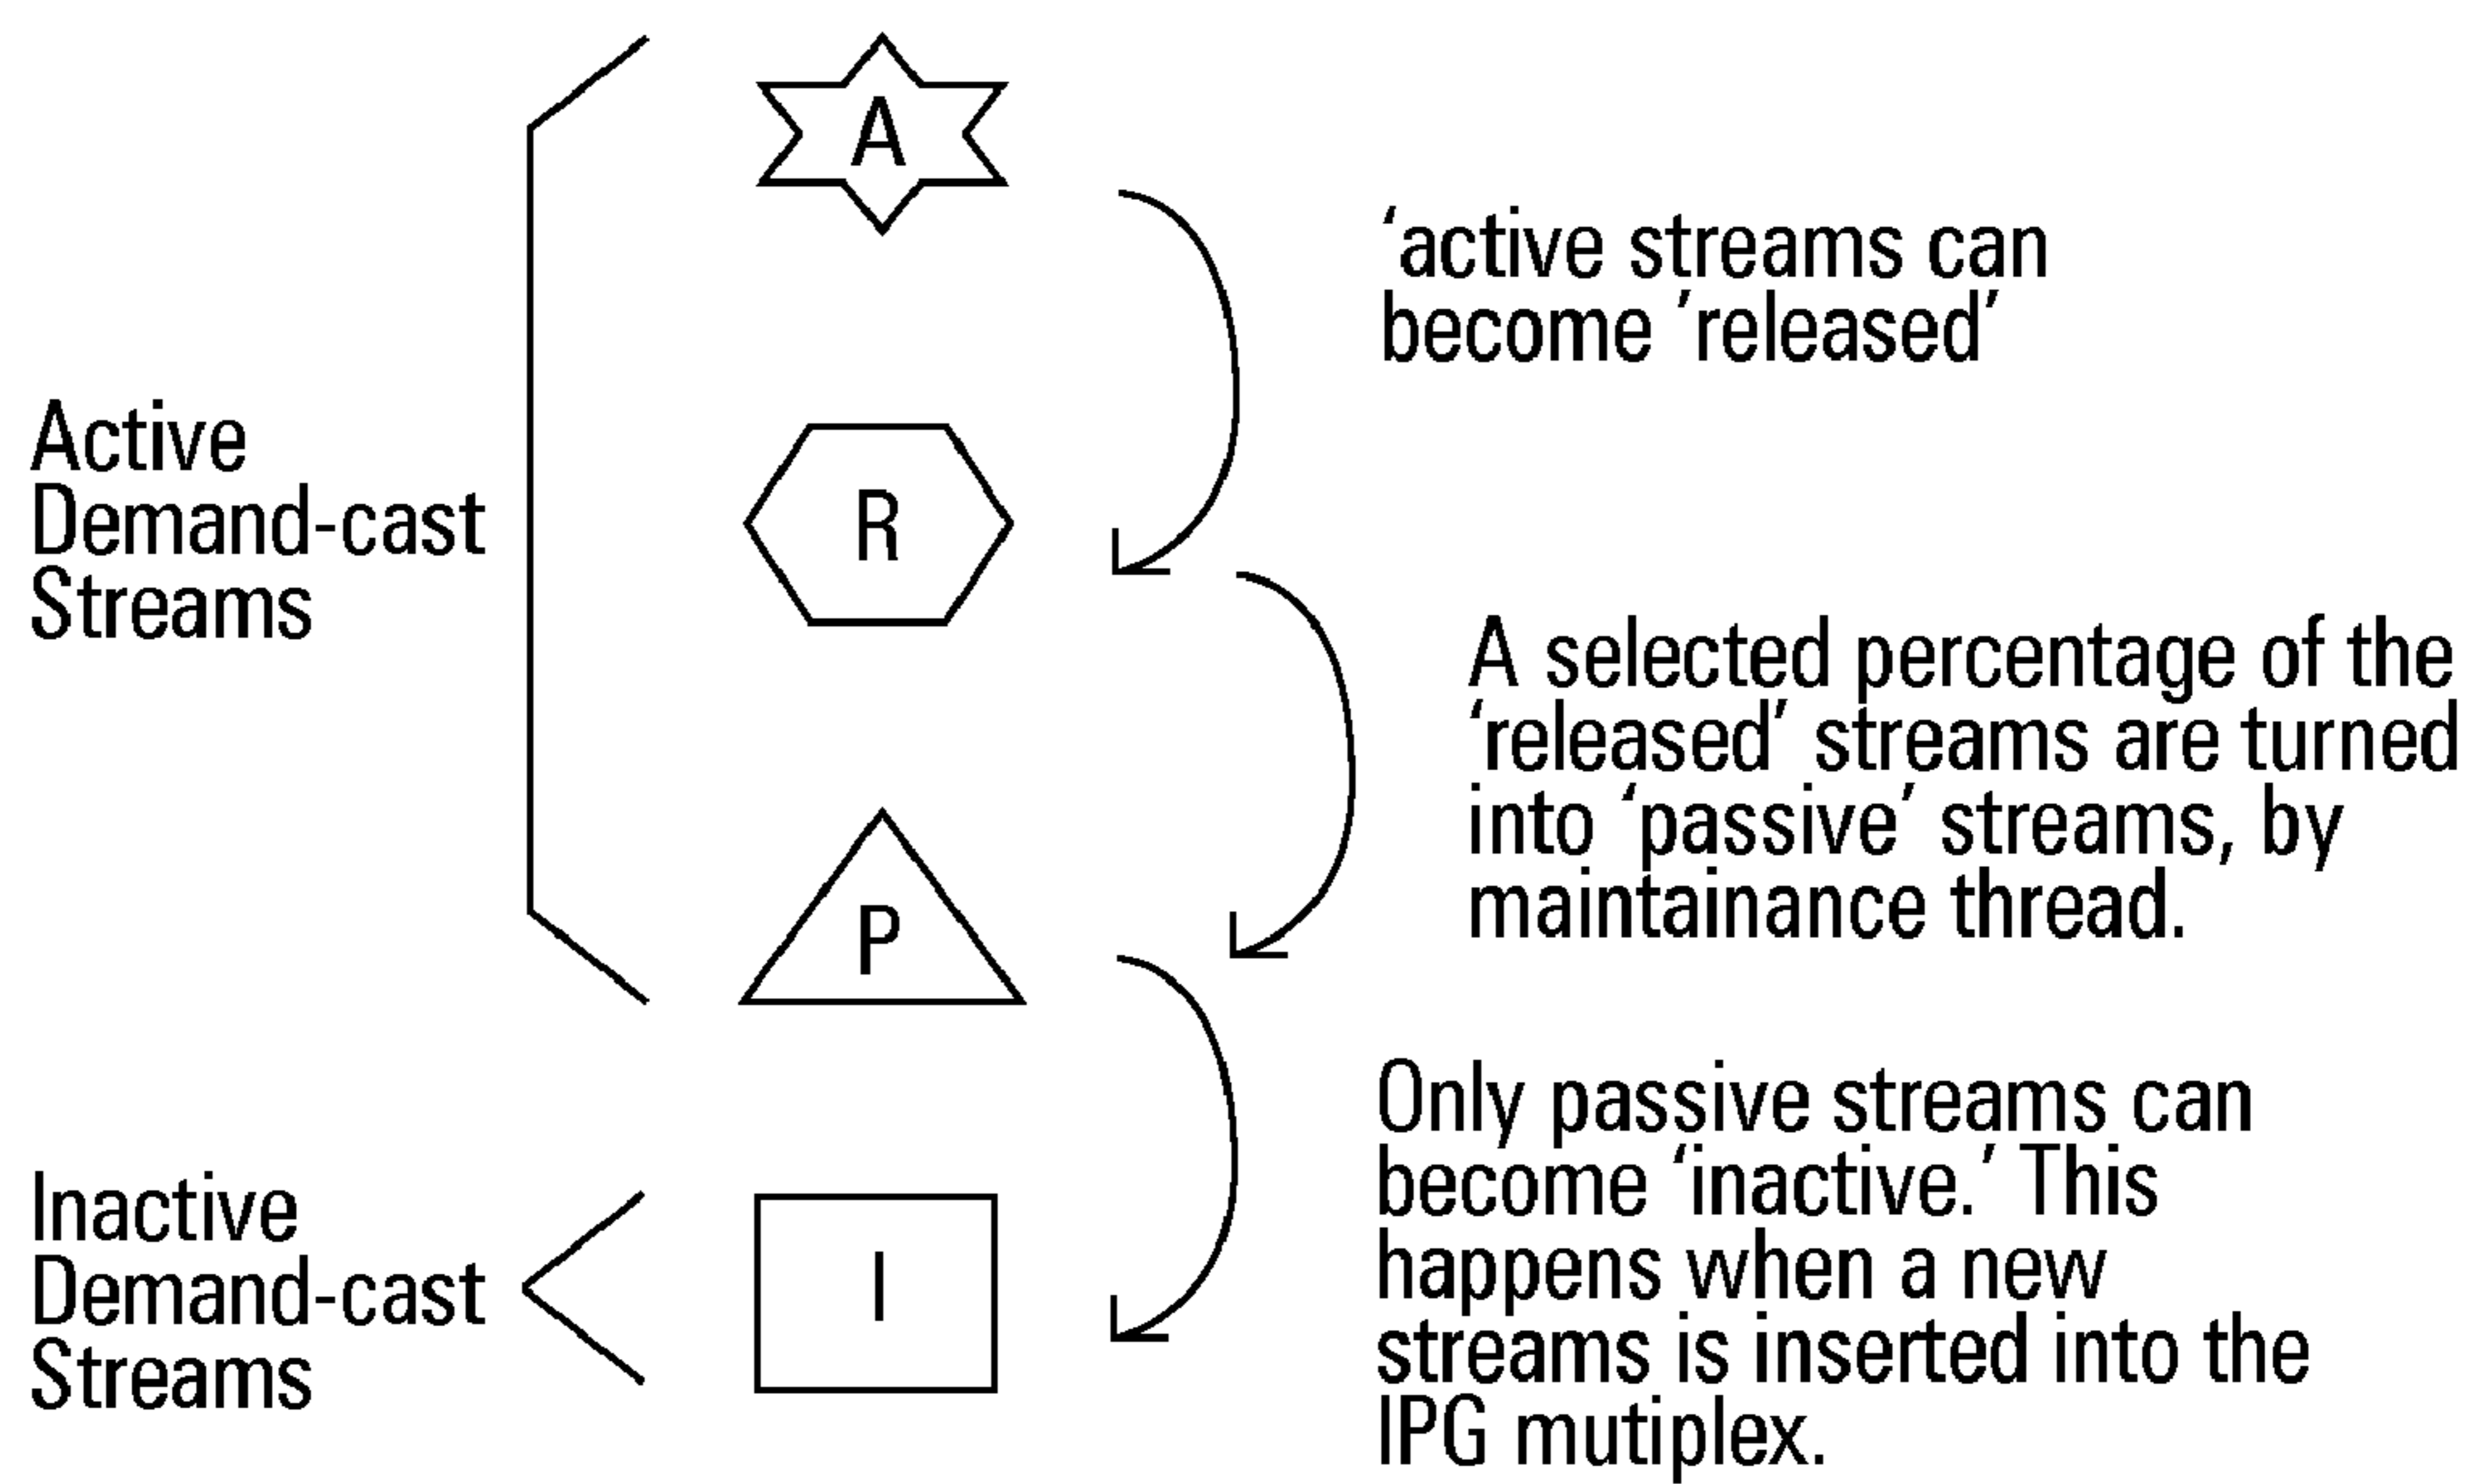 A
‘active streams can
become ’released’
Active
Demand-cast
Streams
R
A selected percentage of the
‘released’ streams are turned
into ‘passive’ streams, by
maintainance thread.
P
Only passive streams can
become ‘inactive.’ This
happens when a new
streams is inserted into the
IPG mutiplex.
Inactive
Demand-cast
Streams
I